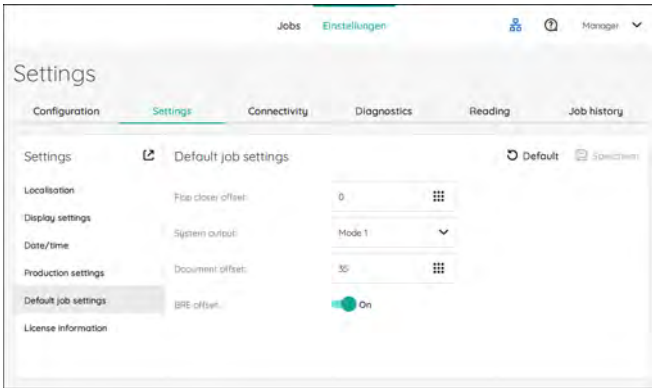 Jobs Einstellungen Manager
Settings
Configuration Settings Connectivity Diagnostics Reading Job history
Settings Default job settings Default Speichern
Localisation Flap closer offset: 0
Display settings
System output: Mode 1
Date/time
Production settings Document offset: 35
Default job settings BRE offset: On
License information